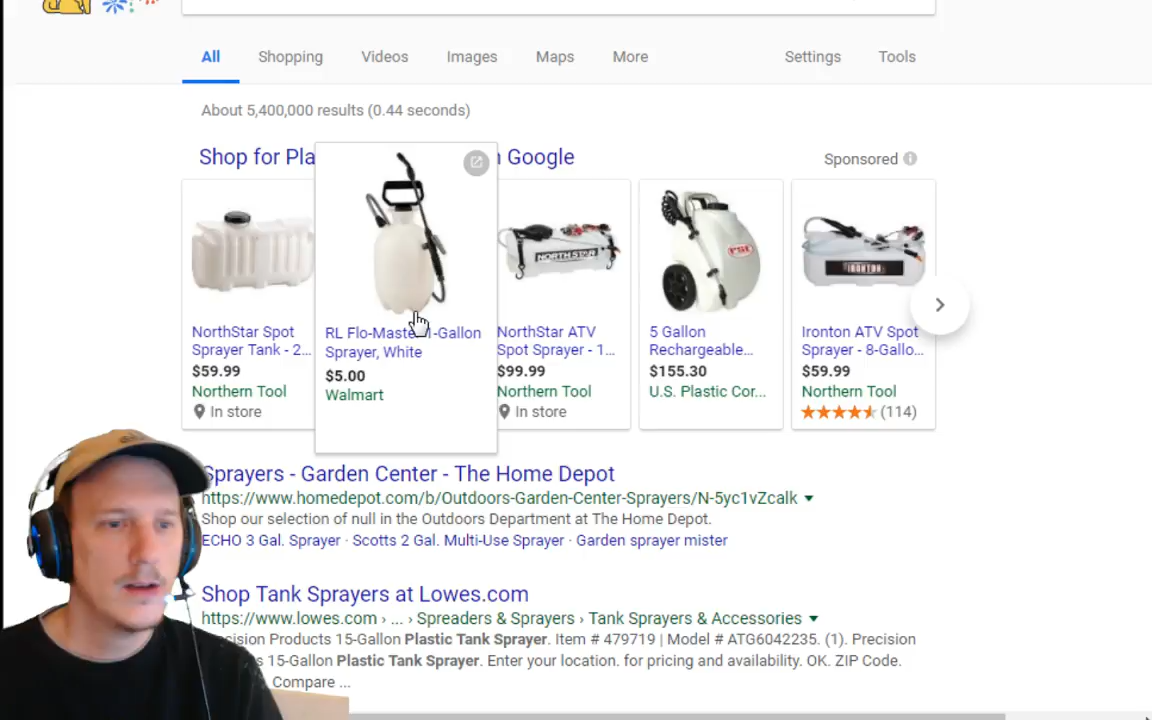 All Shopping Videos Images Maps More Settings Tools
About 5,400,000 results (0.44 seconds)
Shop for Pla
n Google
Sponsored
NORTHSTAR
IRONTON
NorthStar Spot
Sprayer Tank - 2...
$59.99
Northern Tool
In store
RL Flo-Master 1-Gallon
Sprayer, White
$5.00
Walmart
NorthStar ATV
Spot Sprayer - 1...
$99.99
Northern Tool
In store
5 Gallon
Rechargeable...
$155.30
U.S. Plastic Cor...
Ironton ATV Spot
Sprayer - 8-Gallo...
$59.99
Northern Tool
(114)
Sprayers - Garden Center - The Home Depot
https://www.homedepot.com/b/Outdoors-Garden-Center-Sprayers/N-5yc1vZcalk
Shop our selection of null in the Outdoors Department at The Home Depot.
ECHO 3 Gal. Sprayer · Scotts 2 Gal. Multi-Use Sprayer · Garden sprayer mister
Shop Tank Sprayers at Lowes.com
https://www.lowes.com › ... › Spreaders & Sprayers › Tank Sprayers & Accessories
cision Products 15-Gallon Plastic Tank Sprayer. Item # 479719 | Model # ATG6042235. (1). Precision
s 15-Gallon Plastic Tank Sprayer. Enter your location. for pricing and availability. OK. ZIP Code.
Compare ...